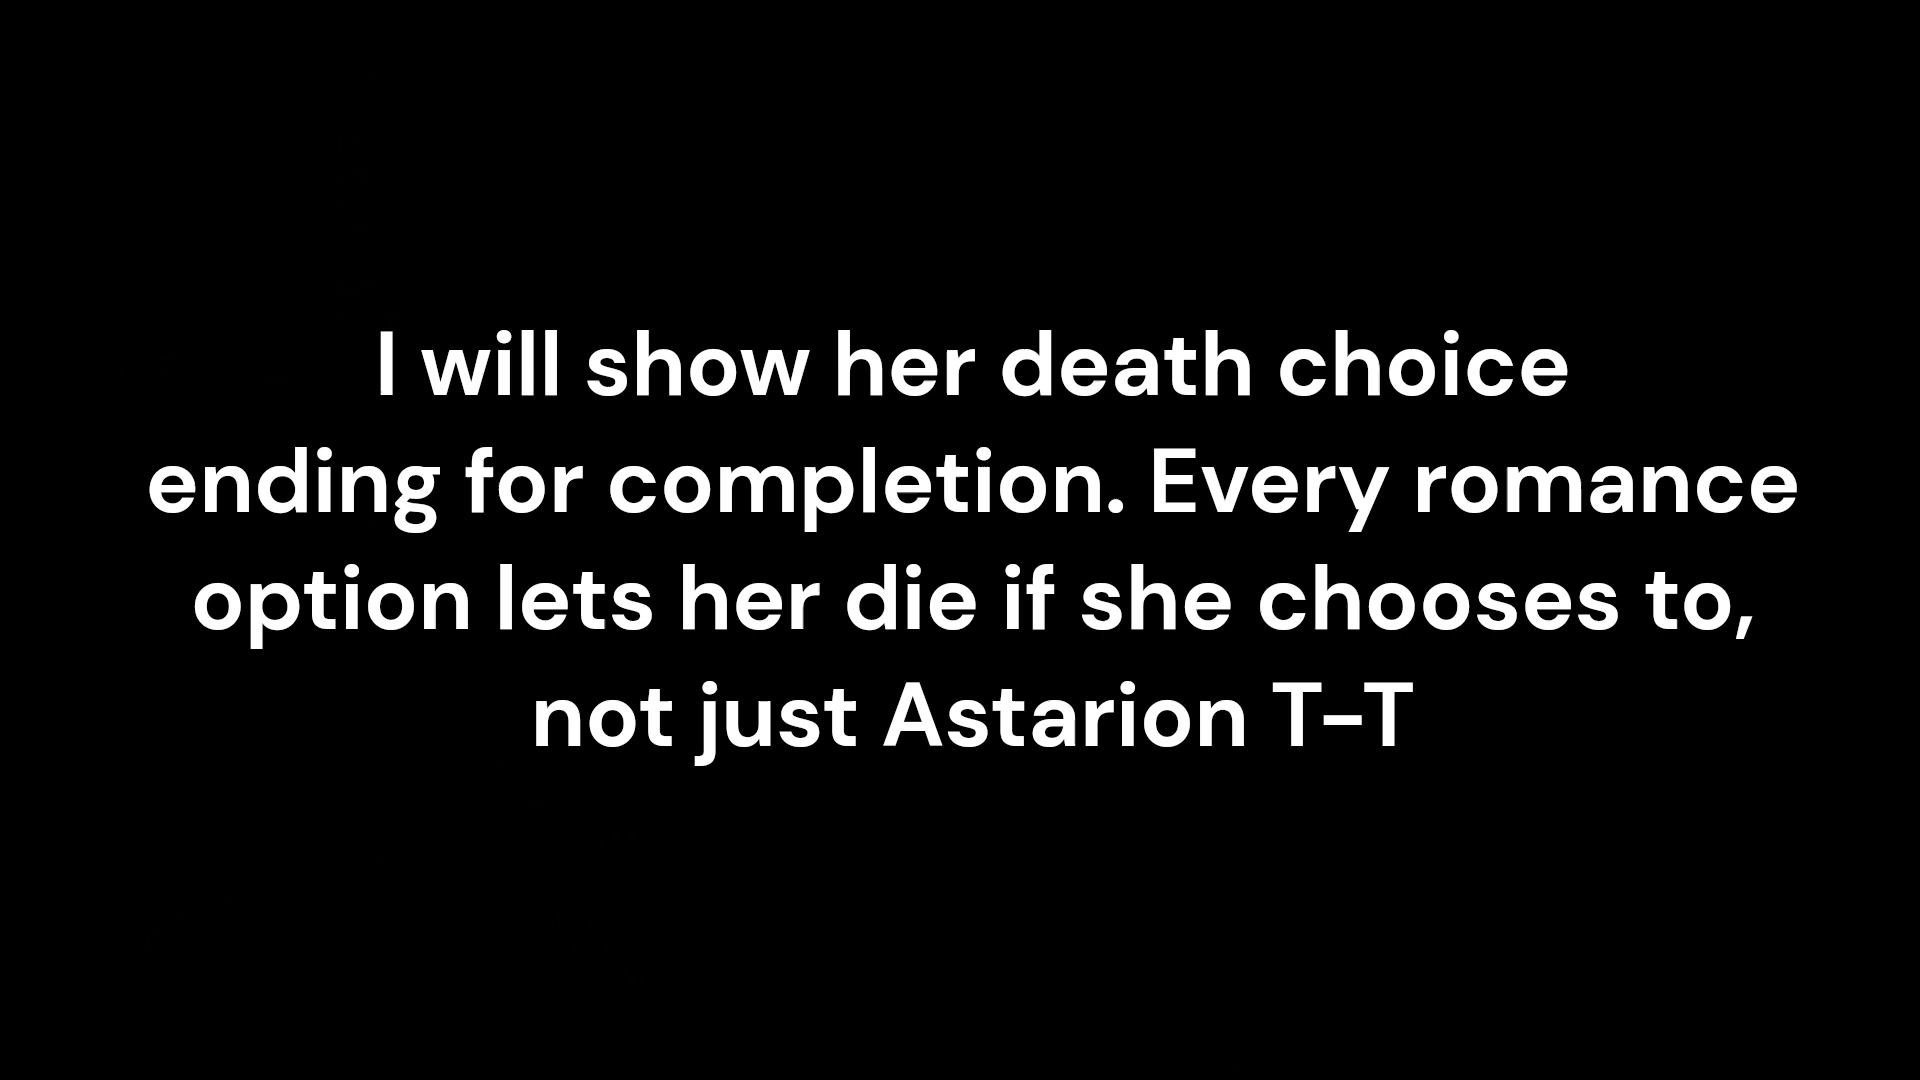 I will show her death choice
ending for completion. Every romance
option lets her die if she chooses to,
not just Astarion T-T